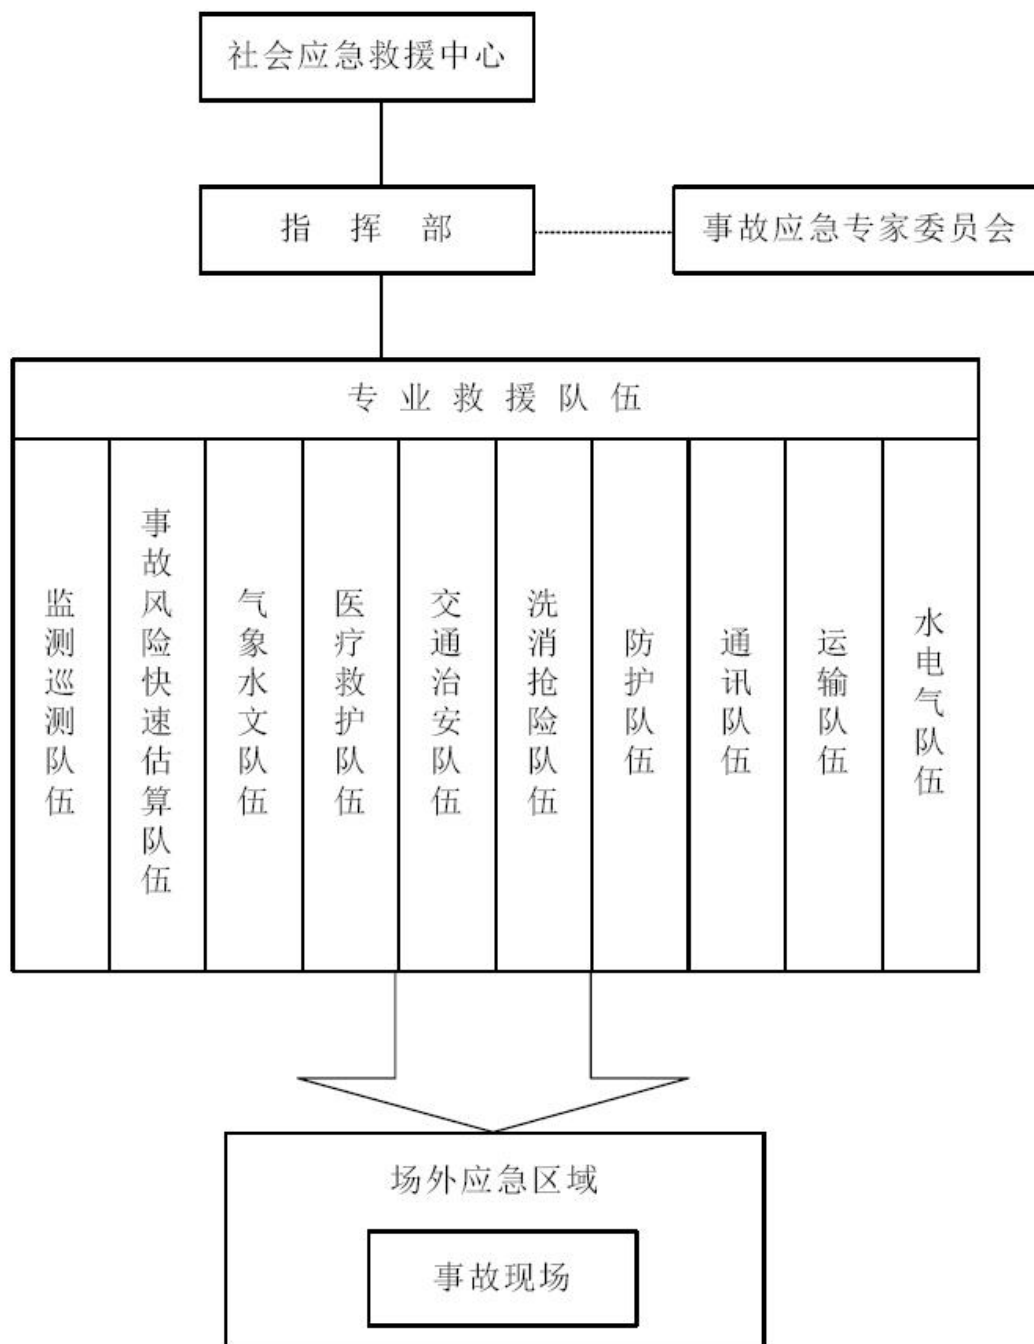 社会应急救援中心
指挥部
事故应急专家委员会
专业救援队伍
监测巡测队伍
事故风险快速估算队伍
气象水文队伍
医疗救护队伍
交通治安队伍
洗消抢险队伍
防护队伍
通讯队伍
运输队伍
水电气队伍
场外应急区域
事故现场